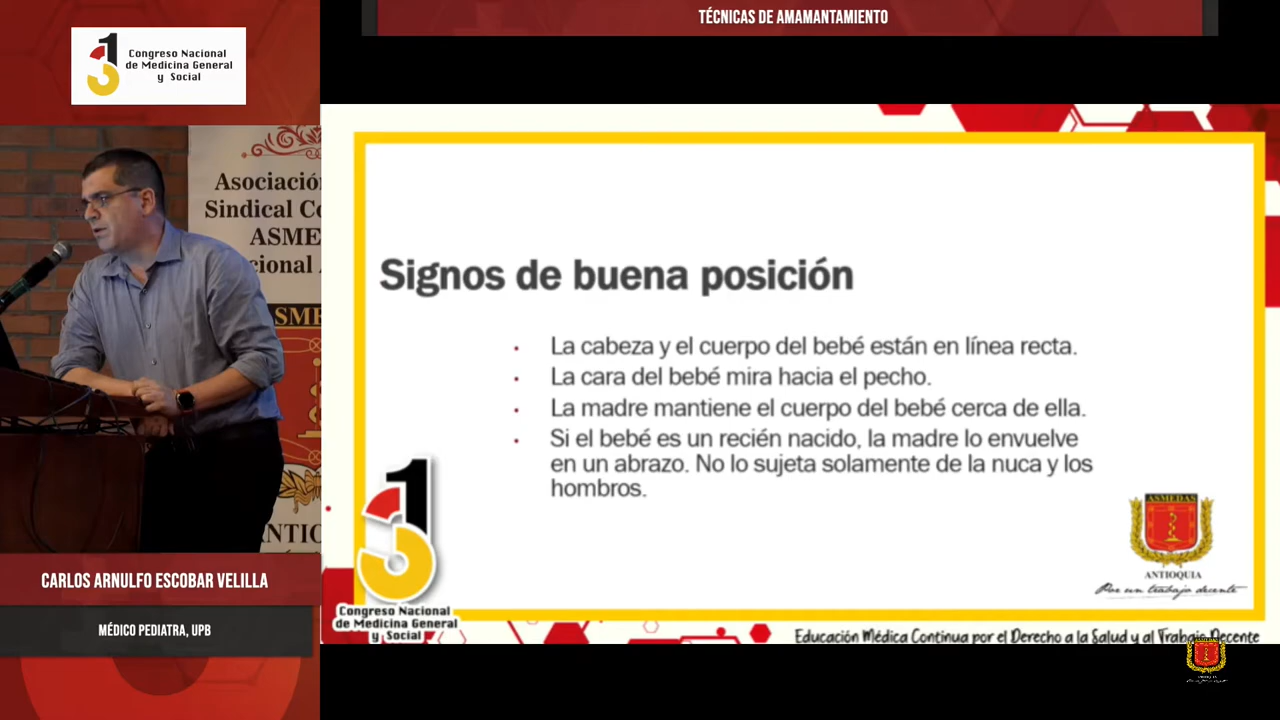 TÉCNICAS DE AMAMANTAMIENTO
Congreso Nacional
de Medicina General
y Social
Asociación
Sindical
ASME
cional
SME
NTIO
CARLOS ARNULFO ESCOBAR VELILLA
MÉDICO PEDIATRA, UPB
Signos de buena posición
· La cabeza y el cuerpo del bebé están en línea recta.
· La cara del bebé mira hacia el pecho.
· La madre mantiene el cuerpo del bebé cerca de ella.
· Si el bebé es un recién nacido, la madre lo envuelve
en un abrazo. No lo sujeta solamente de la nuca y los
hombros.
Congreso Nacional
de Medicina General
y Social
ASMEDAS
ANTIOQUIA
Por un trabajo decente
Educación Médica Continua por el Derecho a la Salud y al Trabajo Decente